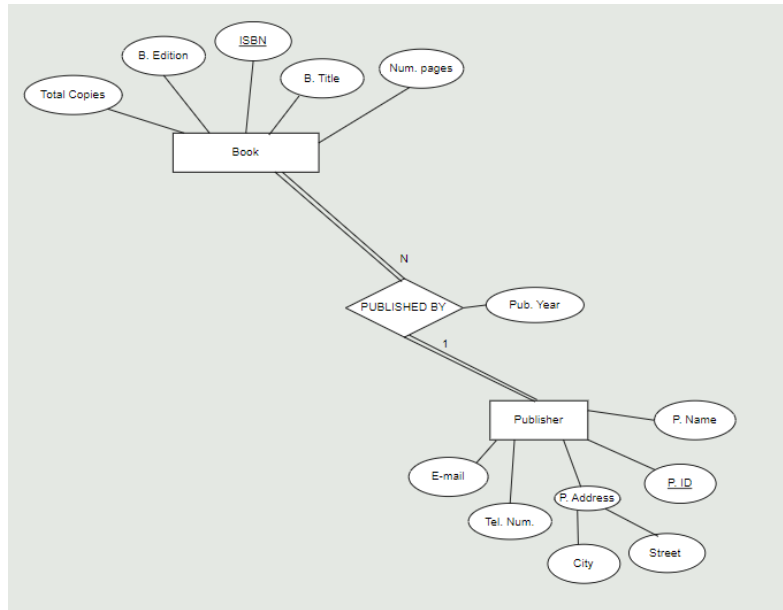 ISBN
B. Edition
B. Title
Num. pages
Total Copies
Book
N
PUBLISHED BY
Pub. Year
1
Publisher
P. Name
E-mail
P. ID
P. Address
Tel. Num.
City
Street